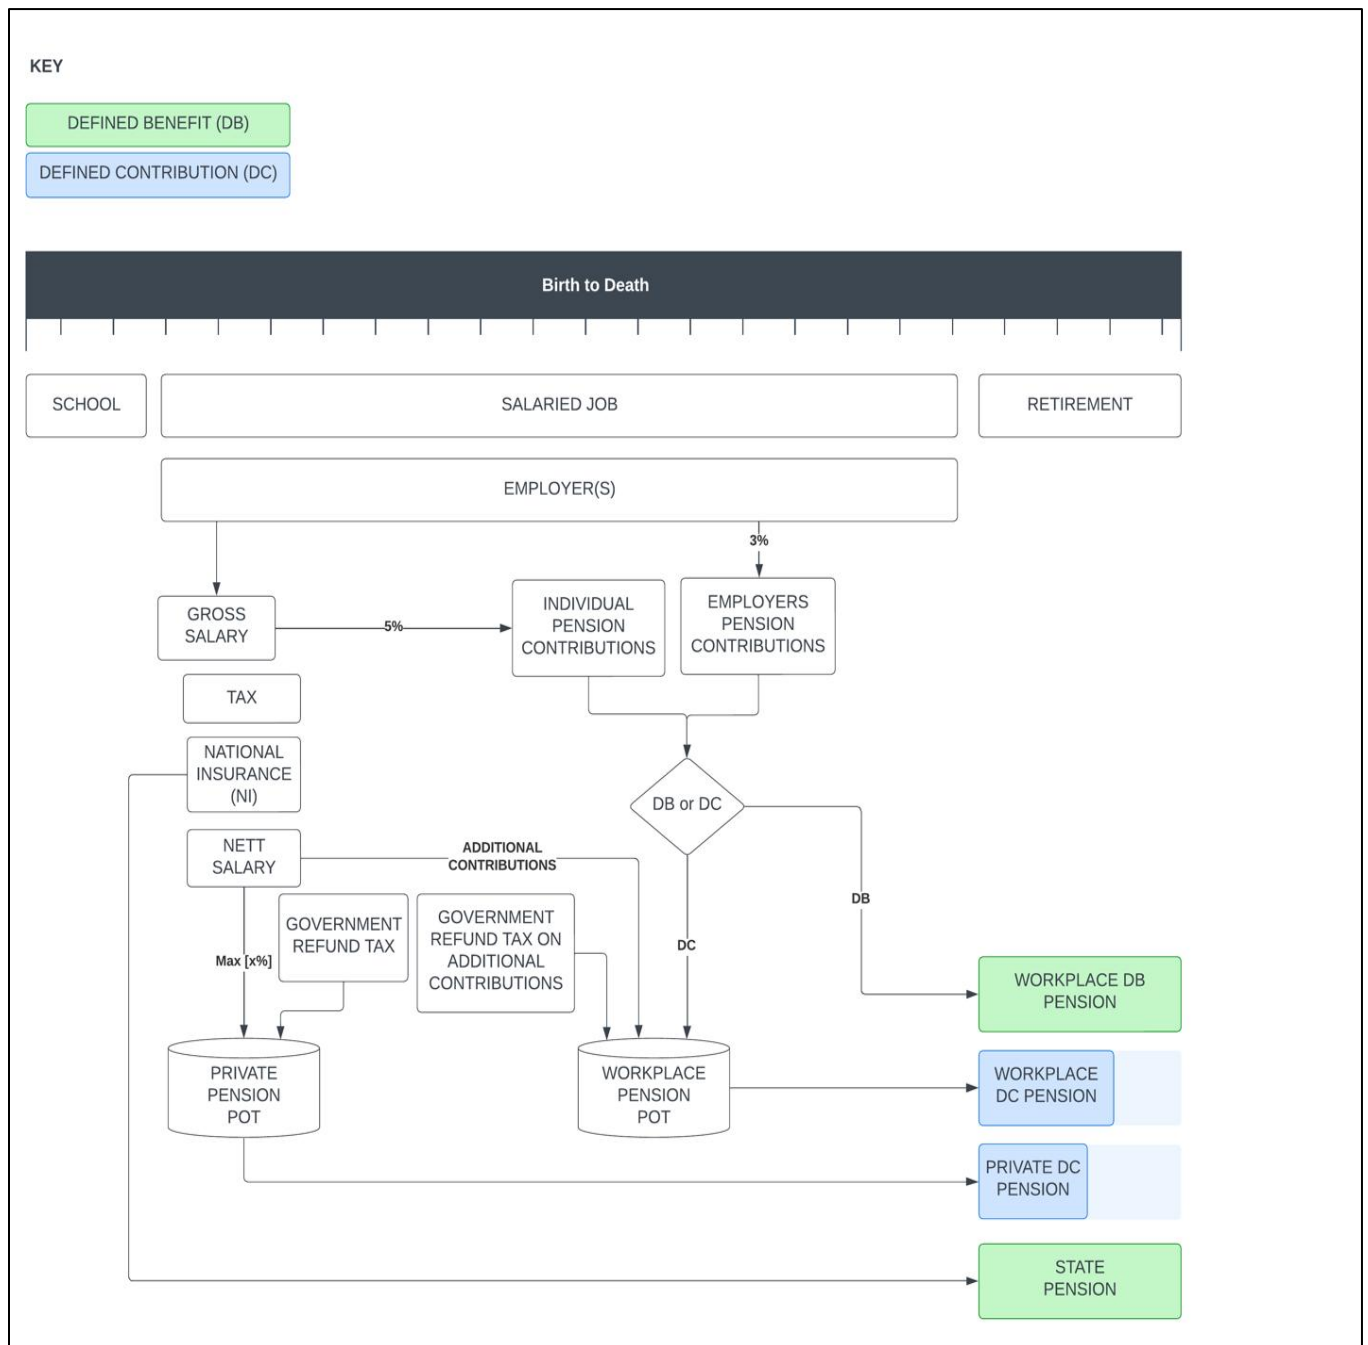 KEY
DEFINED BENEFIT (DB)
DEFINED CONTRIBUTION (DC)
Birth to Death
SCHOOL
SALARIED JOB
RETIREMENT
EMPLOYER(S)
3%
GROSS
SALARY
5%
INDIVIDUAL
PENSION
CONTRIBUTIONS
EMPLOYERS
PENSION
CONTRIBUTIONS
TAX
NATIONAL
INSURANCE
(NI)
DB or DC
NETT
SALARY
ADDITIONAL
CONTRIBUTIONS
DB
GOVERNMENT
REFUND TAX
GOVERNMENT
REFUND TAX ON
ADDITIONAL
CONTRIBUTIONS
DC
Max [x%]
WORKPLACE DB
PENSION
PRIVATE
PENSION
POT
WORKPLACE
PENSION
POT
WORKPLACE
DC PENSION
PRIVATE DC
PENSION
STATE
PENSION